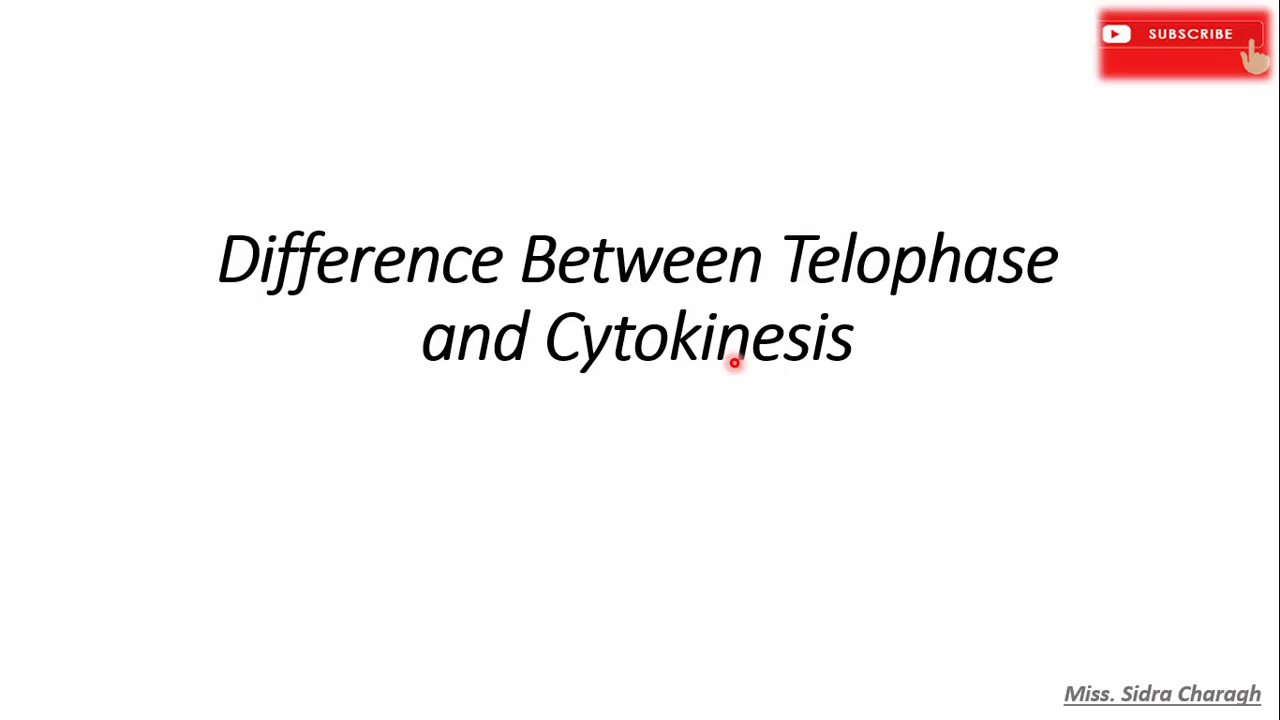 SUBSCRIBE
Difference Between Telophase
and Cytokinesis
Miss. Sidra Charagh